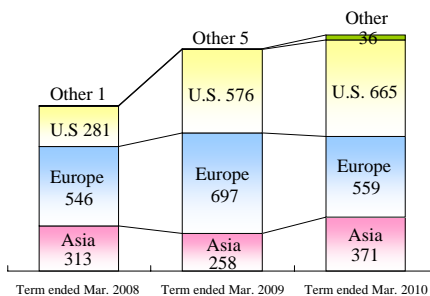 Other 1
U.S 281
Europe
546
Asia
313
Term ended Mar. 2008
Other 5
U.S. 576
Europe
697
Asia
258
Term ended Mar. 2009
Other
36
U.S. 665
Europe
559
Asia
371
Term ended Mar. 2010